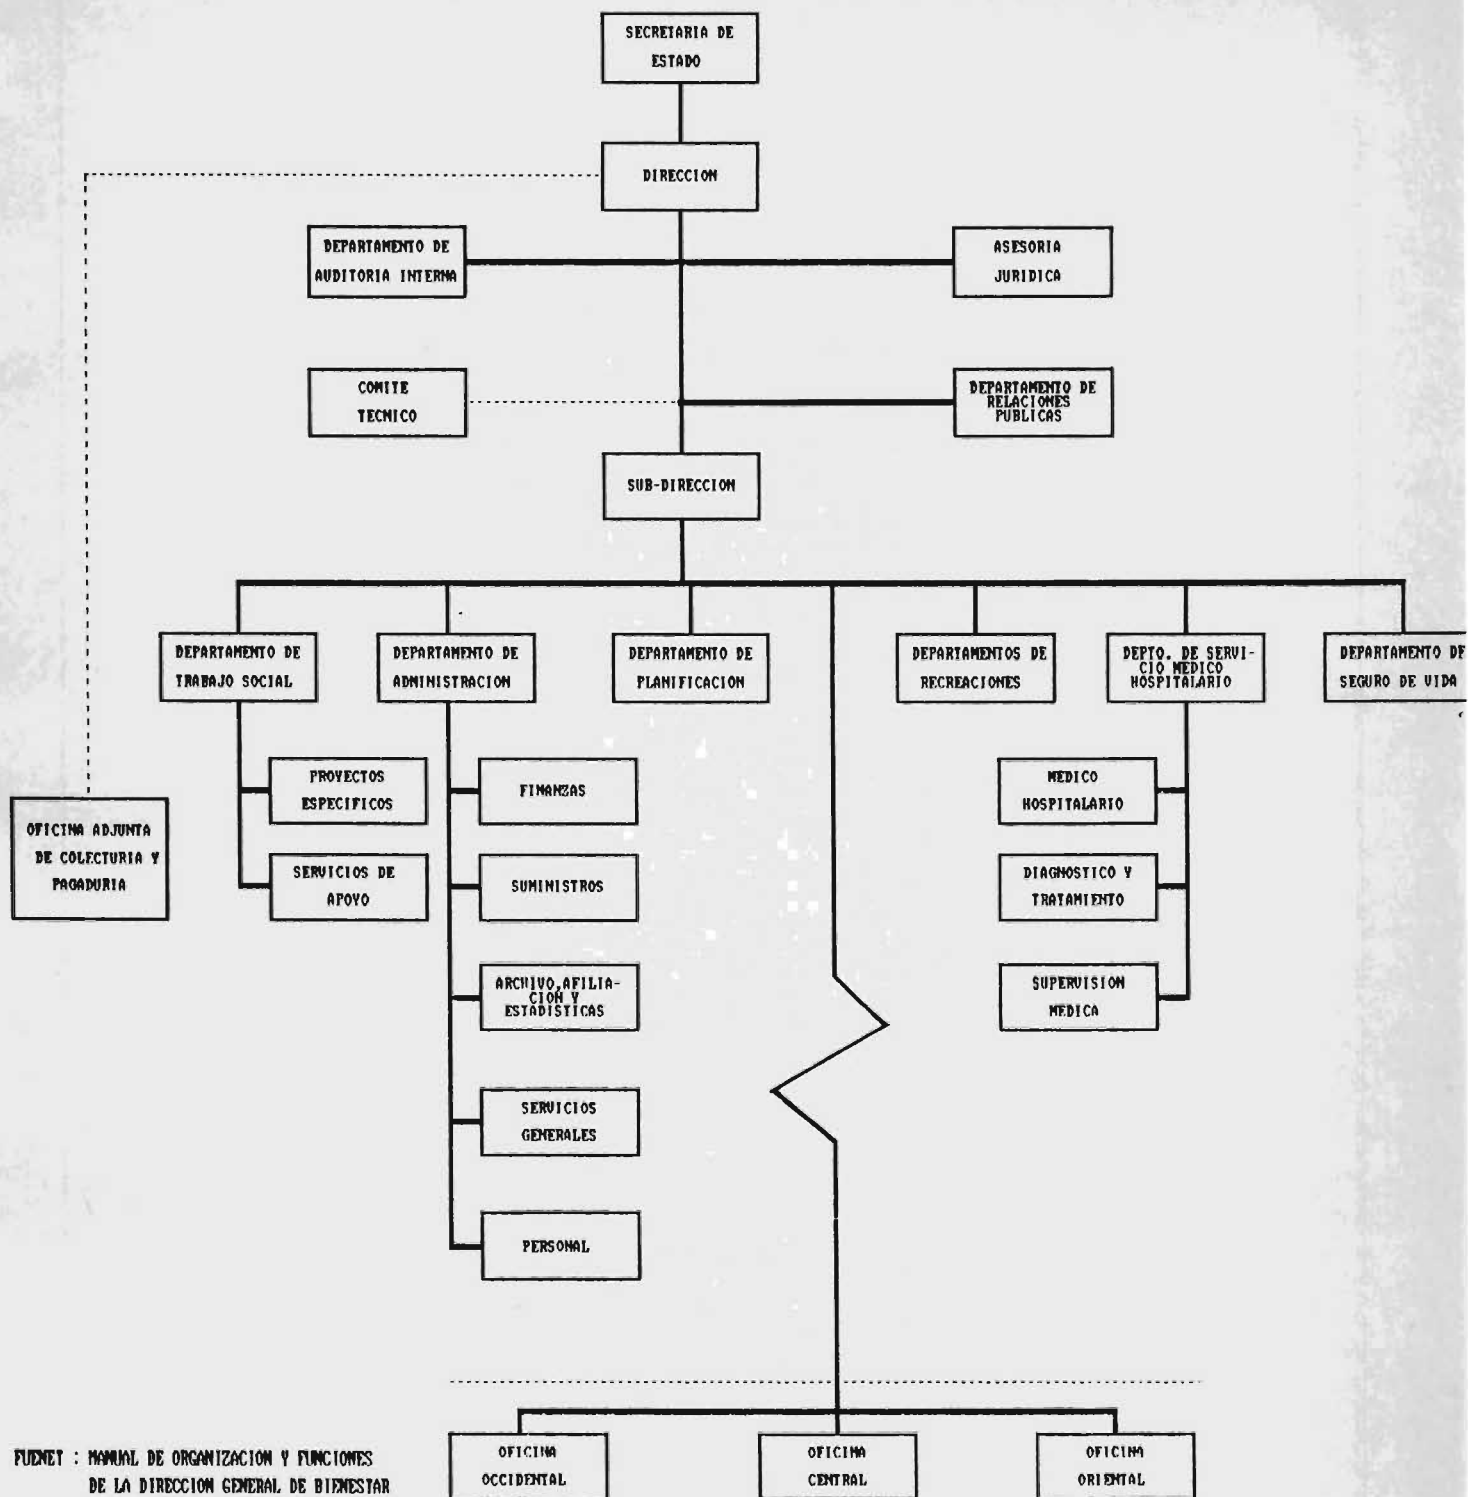 SECRETARIA DE
ESTADO
DIRECCION
DEPARTAMENTO DE
AUDITORIA INTERNA
ASESORIA
JURIDICA
COMITE
TECNICO
DEPARTAMENTO DE
RELACIONES
PUBLICAS
SUB-DIRECCION
DEPARTAMENTO DE
TRABAJO SOCIAL
DEPARTAMENTO DE
ADMINISTRACION
DEPARTAMENTO DE
PLANIFICACION
DEPARTAMENTOS DE
RECREACIONES
DEPTO. DE SERVI-
CIO MEDICO
HOSPITALARIO
DEPARTAMENTO DE
SEGURO DE VIDA
PROYECTOS
ESPECIFICOS
FINANZAS
MEDICO
HOSPITALARIO
OFICINA ADJUNTA
DE COLECTURIA Y
PAGADURIA
SERVICIOS DE
APOYO
SUMINISTROS
DIAGNOSTICO Y
TRATAMIENTO
ARCHIVO,AFILIA-
CION Y
ESTADISTICAS
SUPERVISION
MEDICA
SERVICIOS
GENERALES
PERSONAL
OFICINA
OCCIDENTAL
OFICINA
CENTRAL
OFICINA
ORIENTAL
FUENET : MANUAL DE ORGANIZACION Y FUNCIONES
DE LA DIRECCION GENERAL DE BIENESTAR